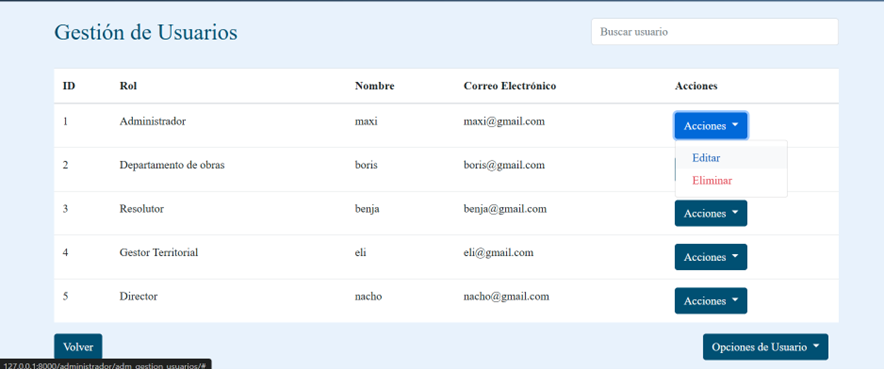 Gestión de Usuarios
Buscar usuario
ID Rol Nombre Correo Electrónico Acciones
1 Administrador maxi maxi@gmail.com Acciones
Editar
2 Departamento de obras boris boris@gmail.com
Eliminar
3 Resolutor benja benja@gmail.com Acciones
4 Gestor Territorial eli eli@gmail.com Acciones
5 Director nacho nacho@gmail.com Acciones
Volver Opciones de Usuario
127.0.0.1:8000/administrador/adm_gestion_usuarios/#